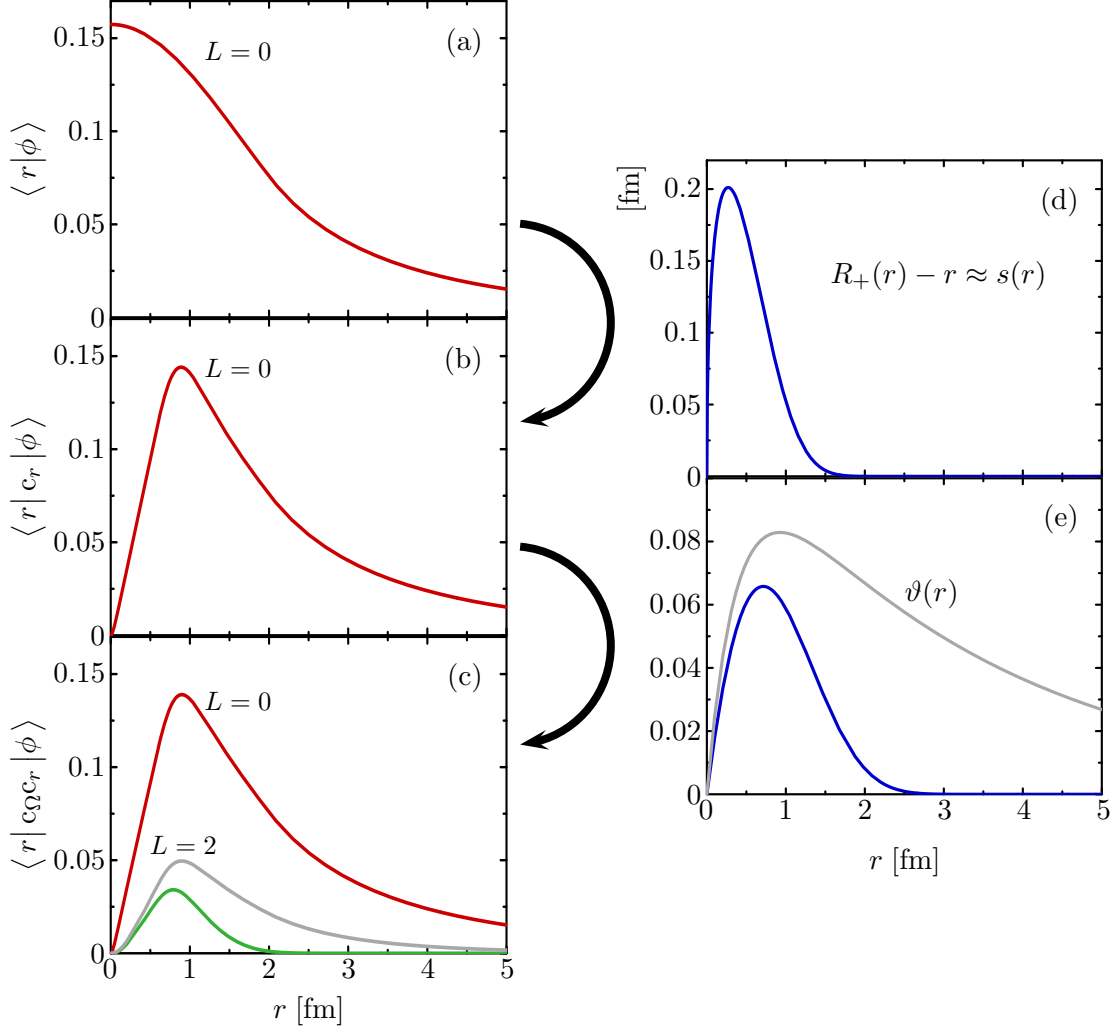 0.15
0.1
0.05
0
⟨ r | ϕ ⟩
L = 0
(a)
0.15
0.1
0.05
0
⟨ r | c_r | ϕ ⟩
L = 0
(b)
0.15
0.1
0.05
0
⟨ r | c_Ω c_r | ϕ ⟩
L = 0
L = 2
(c)
0 1 2 3 4 5
r [fm]
[fm]
0.2
0.15
0.1
0.05
0
R_+(r) − r ≈ s(r)
(d)
0.08
0.06
0.04
0.02
0
ϑ(r)
(e)
0 1 2 3 4 5
r [fm]